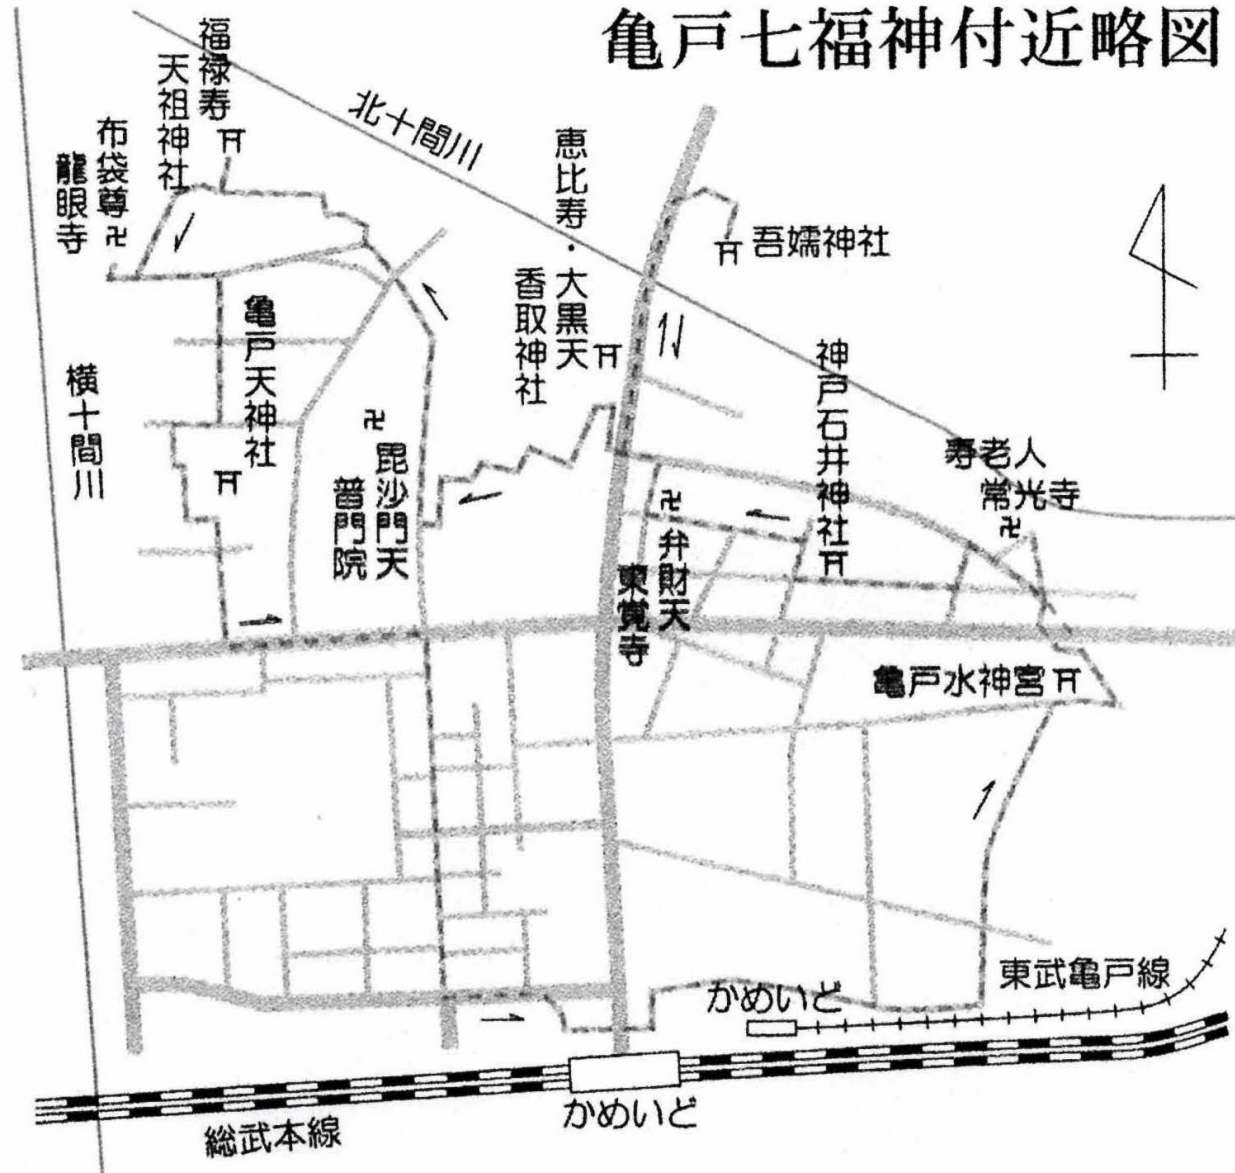 亀戸七福神付近略図
福禄寿
天祖神社
布袋尊
龍眼寺
北十間川
恵比寿・大黒天
香取神社
吾嬬神社
亀戸天神社
横十間川
神戸石井神社
寿老人
常光寺
毘沙門天
普門院
弁財天
東覚寺
亀戸水神宮
東武亀戸線
かめいど
かめいど
総武本線